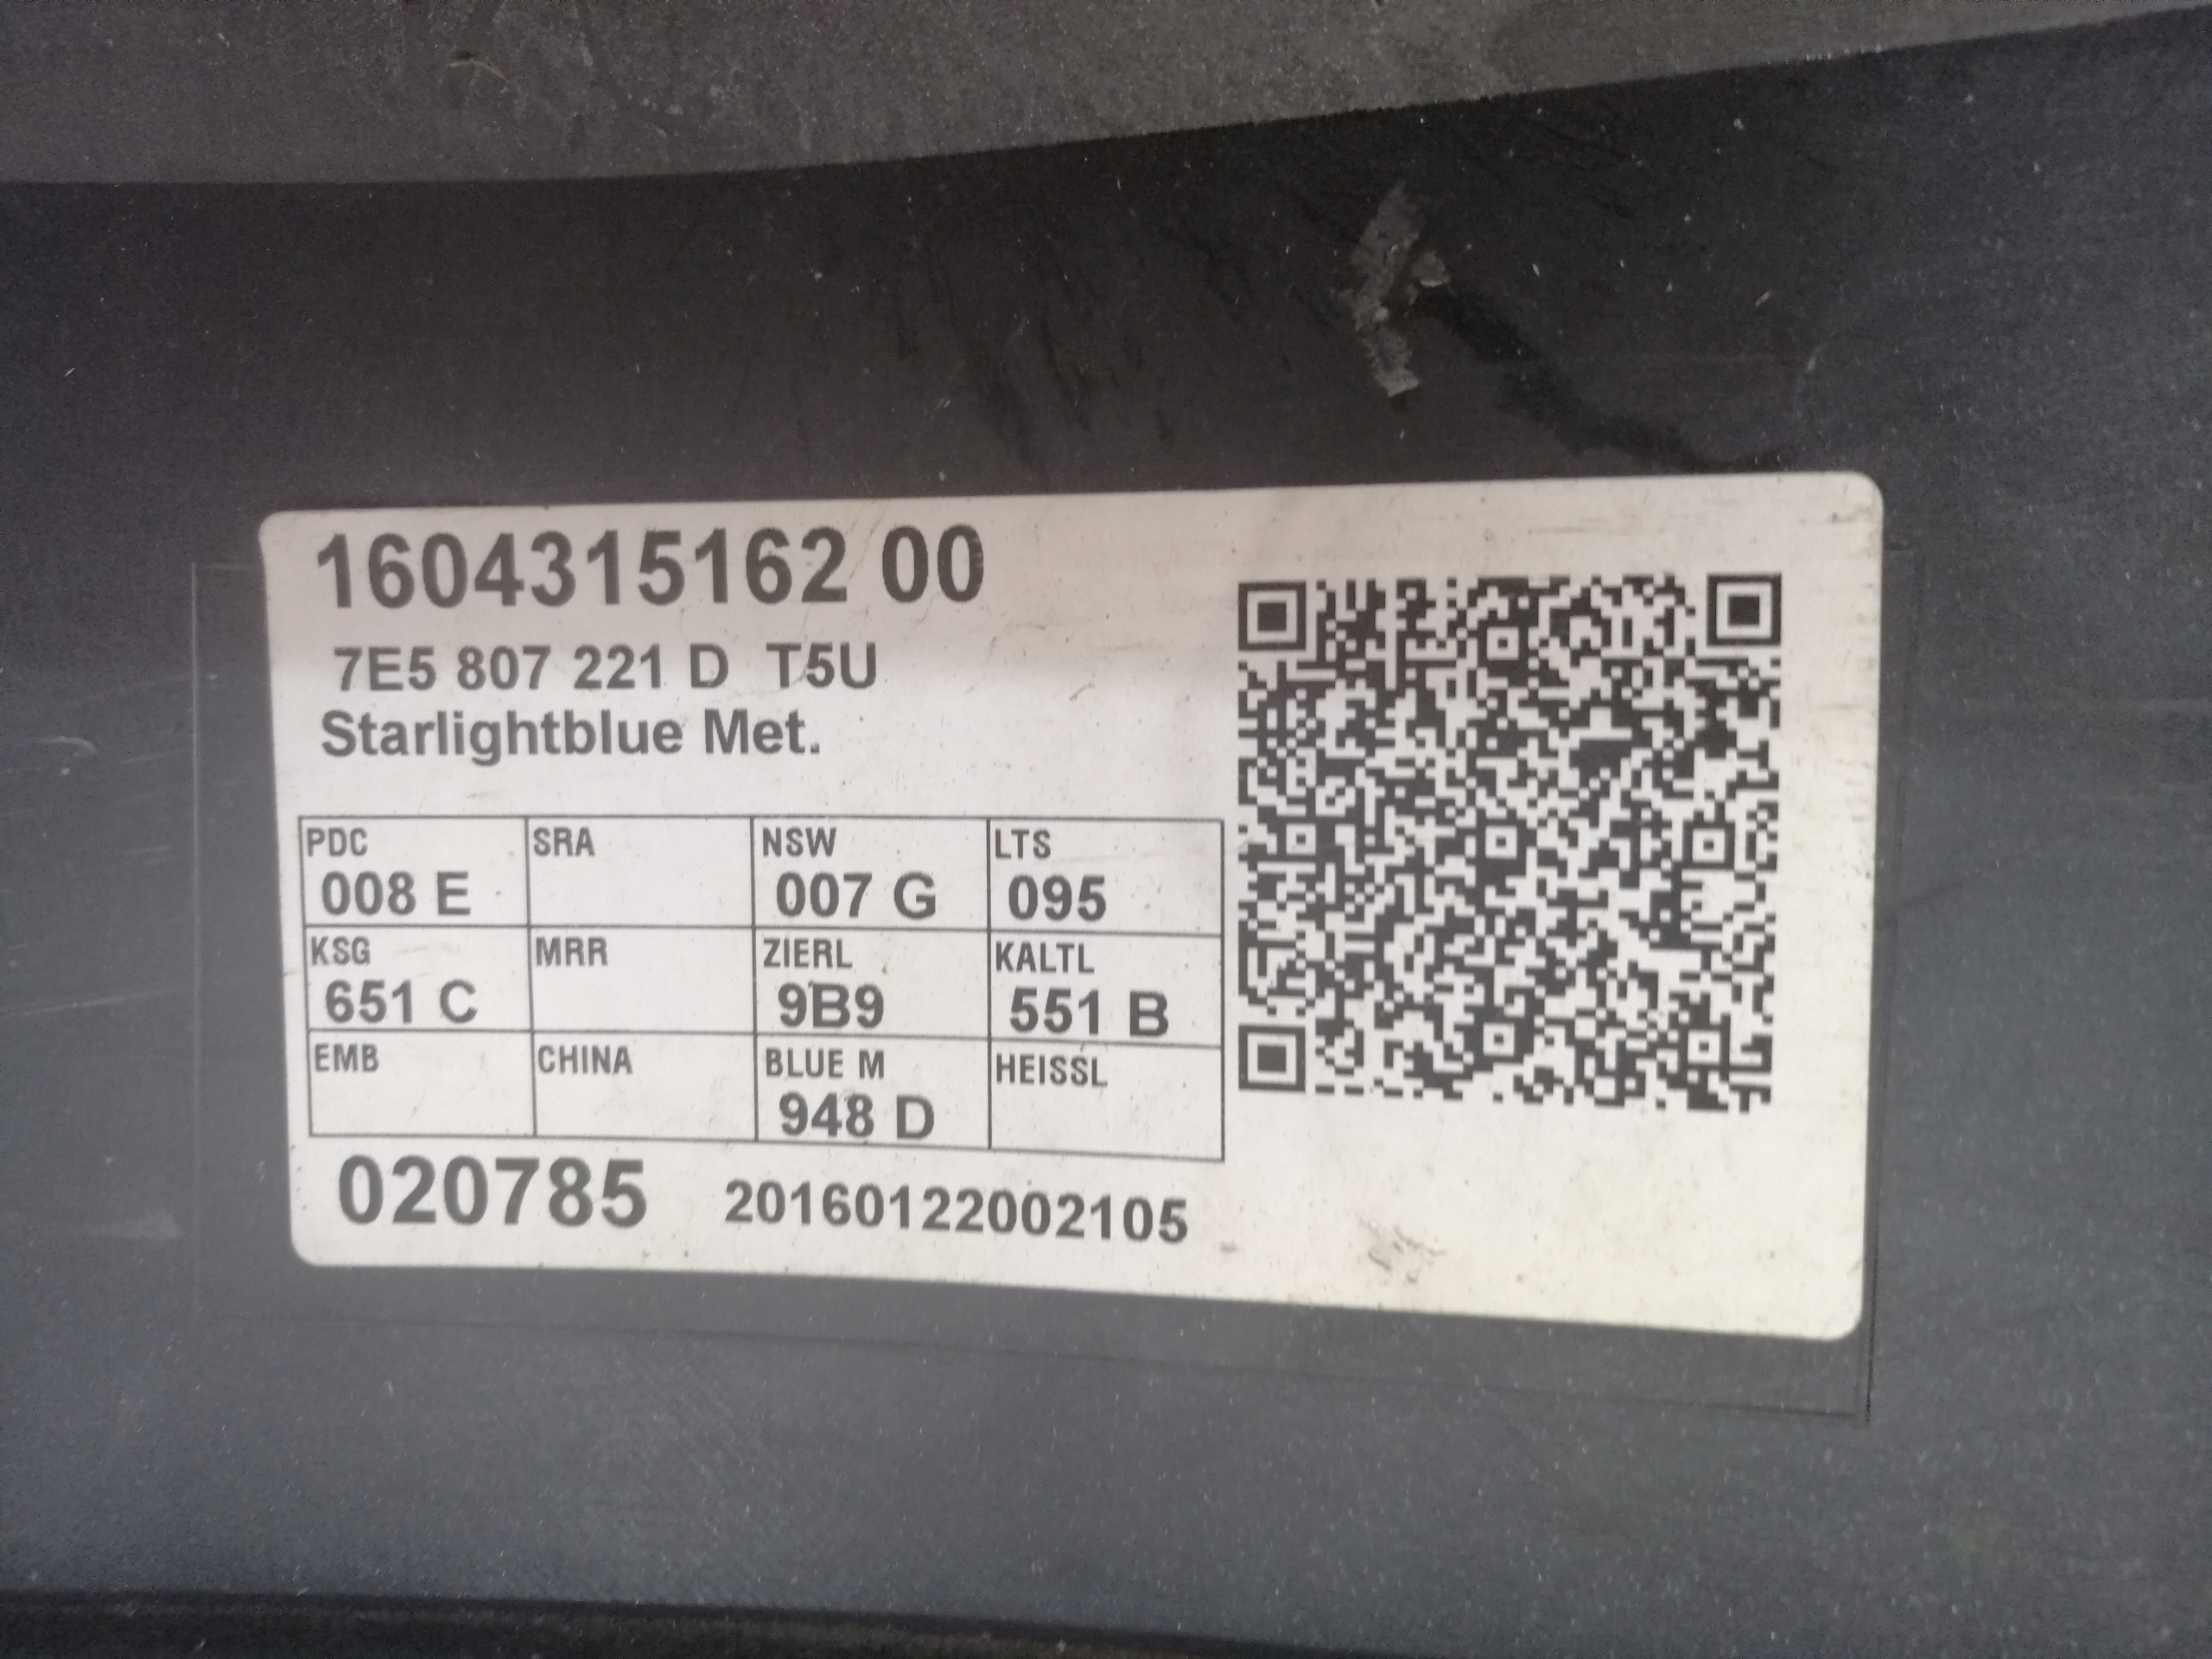 1604315162 00
7E5 807 221 D T5U
Starlightblue Met.
PDC SRA NSW LTS
008 E 007 G 095
KSG MRR ZIERL KALTL
651 C 9B9 551 B
EMB CHINA BLUE M HEISSL
948 D
020785 20160122002105